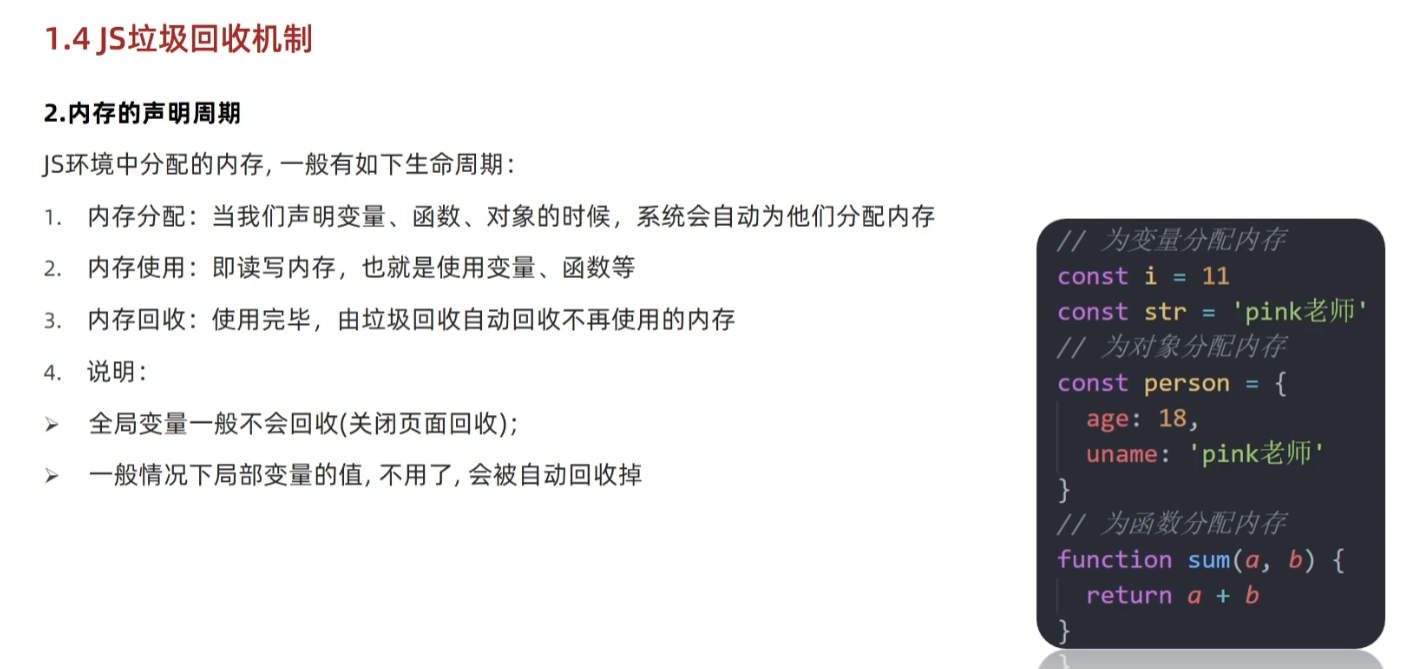 1.4 JS垃圾回收机制
2.内存的声明周期
JS环境中分配的内存, 一般有如下生命周期：
1. 内存分配：当我们声明变量、函数、对象的时候，系统会自动为他们分配内存
2. 内存使用：即读写内存，也就是使用变量、函数等
3. 内存回收：使用完毕，由垃圾回收自动回收不再使用的内存
4. 说明：
➢ 全局变量一般不会回收(关闭页面回收);
➢ 一般情况下局部变量的值, 不用了, 会被自动回收掉
// 为变量分配内存
const i = 11
const str = 'pink老师'
// 为对象分配内存
const person = {
age: 18,
uname: 'pink老师'
}
// 为函数分配内存
function sum(a, b) {
return a + b
}